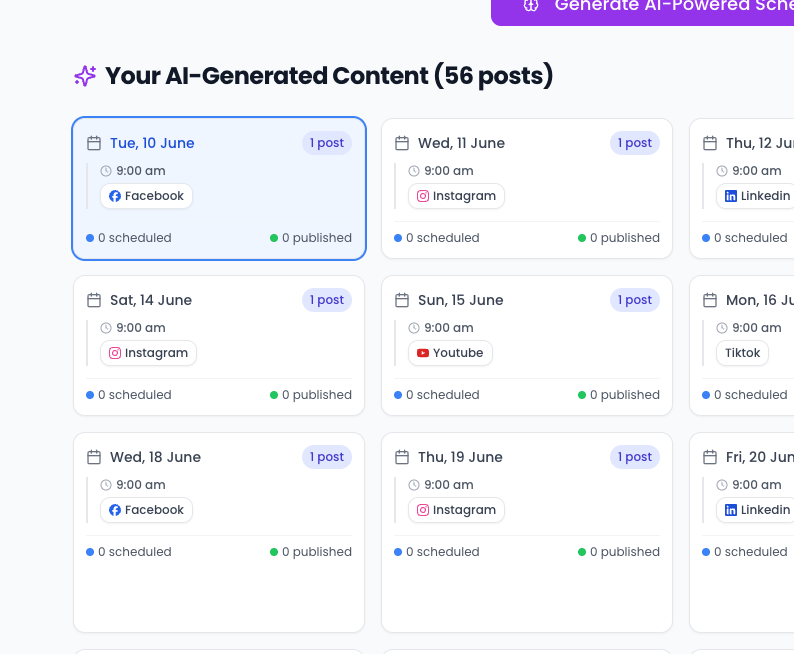 Generate AI-Powered Sche
Your AI-Generated Content (56 posts)
Tue, 10 June 1 post
9:00 am
Facebook
0 scheduled 0 published
Wed, 11 June 1 post
9:00 am
Instagram
0 scheduled 0 published
Thu, 12 Jun
9:00 am
Linkedin
0 scheduled
Sat, 14 June 1 post
9:00 am
Instagram
0 scheduled 0 published
Sun, 15 June 1 post
9:00 am
Youtube
0 scheduled 0 published
Mon, 16 Ju
9:00 am
Tiktok
0 scheduled
Wed, 18 June 1 post
9:00 am
Facebook
0 scheduled 0 published
Thu, 19 June 1 post
9:00 am
Instagram
0 scheduled 0 published
Fri, 20 Jun
9:00 am
Linkedin
0 scheduled